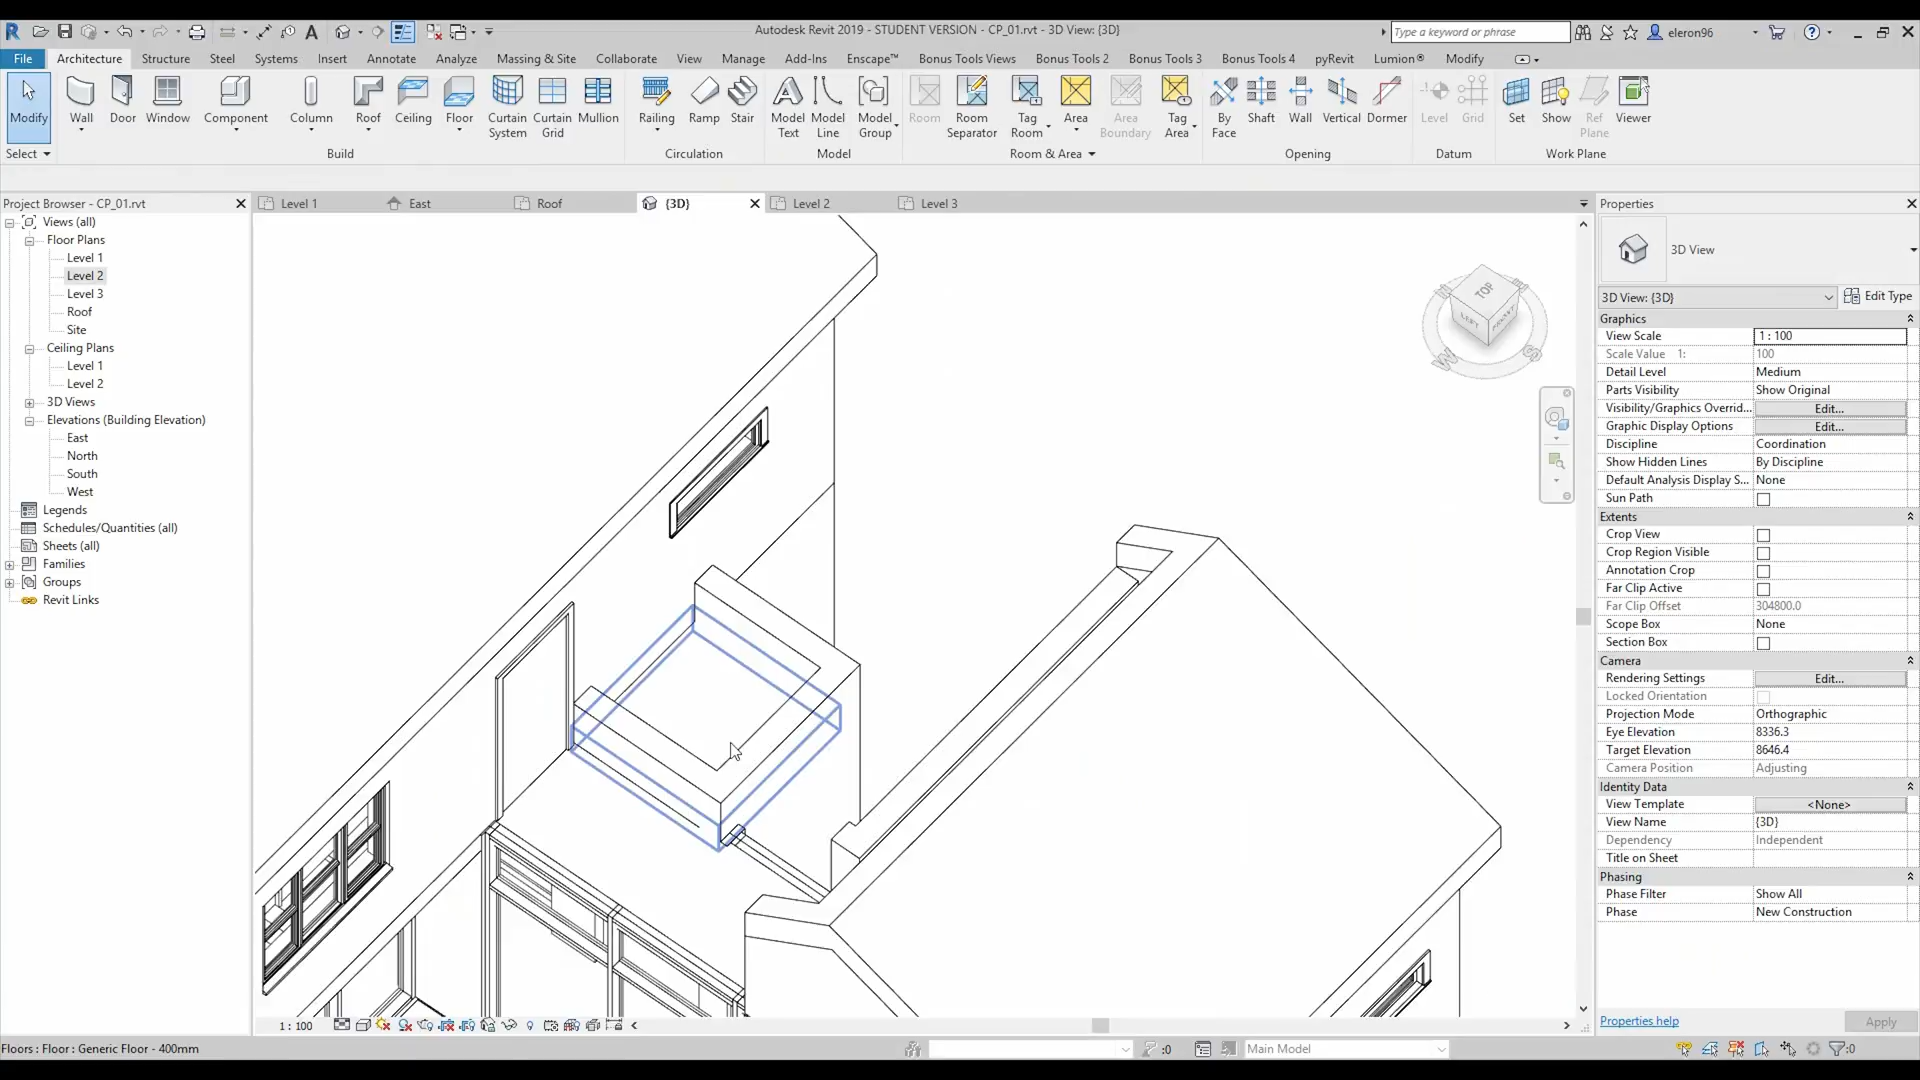 Autodesk Revit 2019 - STUDENT VERSION - CP_01.rvt - 3D View: {3D}
Type a keyword or phrase
eleron96
File
Architecture
Structure
Steel
Systems
Insert
Annotate
Analyze
Massing & Site
Collaborate
View
Manage
Add-Ins
Enscape™
Bonus Tools Views
Bonus Tools 2
Bonus Tools 3
Bonus Tools 4
pyRevit
Lumion®
Modify
Modify
Wall
Door
Window
Component
Column
Roof
Ceiling
Floor
Curtain System
Curtain Grid
Mullion
Railing
Ramp
Stair
Model Text
Model Line
Model Group
Room
Room Separator
Tag Room
Area
Area Boundary
Tag Area
By Face
Shaft
Wall
Vertical
Dormer
Level
Grid
Set
Show
Ref Plane
Viewer
Select
Build
Circulation
Model
Room & Area
Opening
Datum
Work Plane
Project Browser - CP_01.rvt
Views (all)
Floor Plans
Level 1
Level 2
Level 3
Roof
Site
Ceiling Plans
Level 1
Level 2
3D Views
Elevations (Building Elevation)
East
North
South
West
Legends
Schedules/Quantities (all)
Sheets (all)
Families
Groups
Revit Links
Level 1
East
Roof
{3D}
Level 2
Level 3
TOP
LEFT
FRONT
W
S
Properties
3D View
3D View: {3D}
Edit Type
Graphics
View Scale
1 : 100
Scale Value 1:
100
Detail Level
Medium
Parts Visibility
Show Original
Visibility/Graphics Overrid...
Edit...
Graphic Display Options
Edit...
Discipline
Coordination
Show Hidden Lines
By Discipline
Default Analysis Display S...
None
Sun Path
Extents
Crop View
Crop Region Visible
Annotation Crop
Far Clip Active
Far Clip Offset
304800.0
Scope Box
None
Section Box
Camera
Rendering Settings
Edit...
Locked Orientation
Projection Mode
Orthographic
Eye Elevation
8336.3
Target Elevation
8646.4
Camera Position
Adjusting
Identity Data
View Template
<None>
View Name
{3D}
Dependency
Independent
Title on Sheet
Phasing
Phase Filter
Show All
Phase
New Construction
Properties help
Apply
1 : 100
Floors : Floor : Generic Floor - 400mm
:0
Main Model
:0